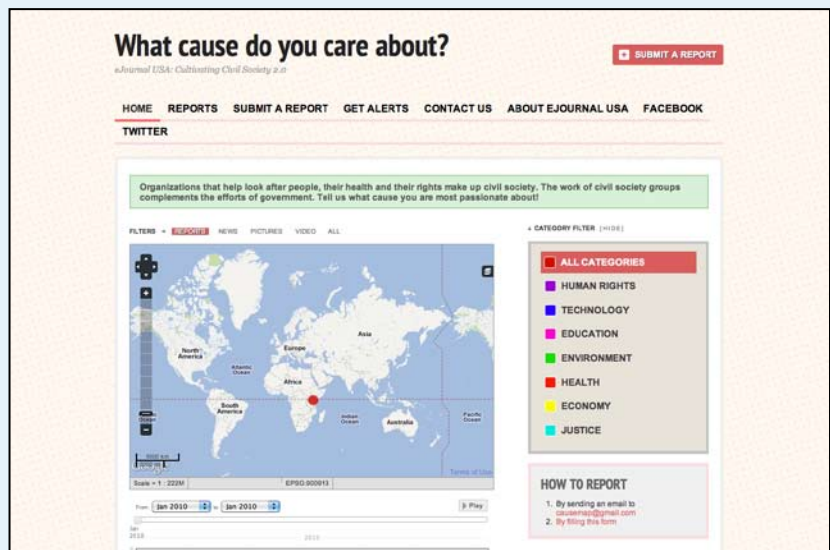 What cause do you care about?
eJournal USA: Cultivating Civil Society 2.0
SUBMIT A REPORT
HOME REPORTS SUBMIT A REPORT GET ALERTS CONTACT US ABOUT EJOURNAL USA FACEBOOK
TWITTER
Organizations that help look after people, their health and their rights make up civil society. The work of civil society groups
complements the efforts of government. Tell us what cause you are most passionate about!
FILTERS REPORTS NEWS PICTURES VIDEO ALL
CATEGORY FILTER [HIDE]
ALL CATEGORIES
HUMAN RIGHTS
TECHNOLOGY
EDUCATION
ENVIRONMENT
HEALTH
ECONOMY
JUSTICE
North
America
Atlantic
Ocean
Europe
Asia
Africa
South
America
Indian
Ocean
Australia
Pacific
Ocean
Terms of Use
Scale = 1 : 222M EPSG:900913
From: Jan 2010 to: Jan 2010 Play
Jan
2010
2010
HOW TO REPORT
1. By sending an email to
causemap@gmail.com
2. By filling this form